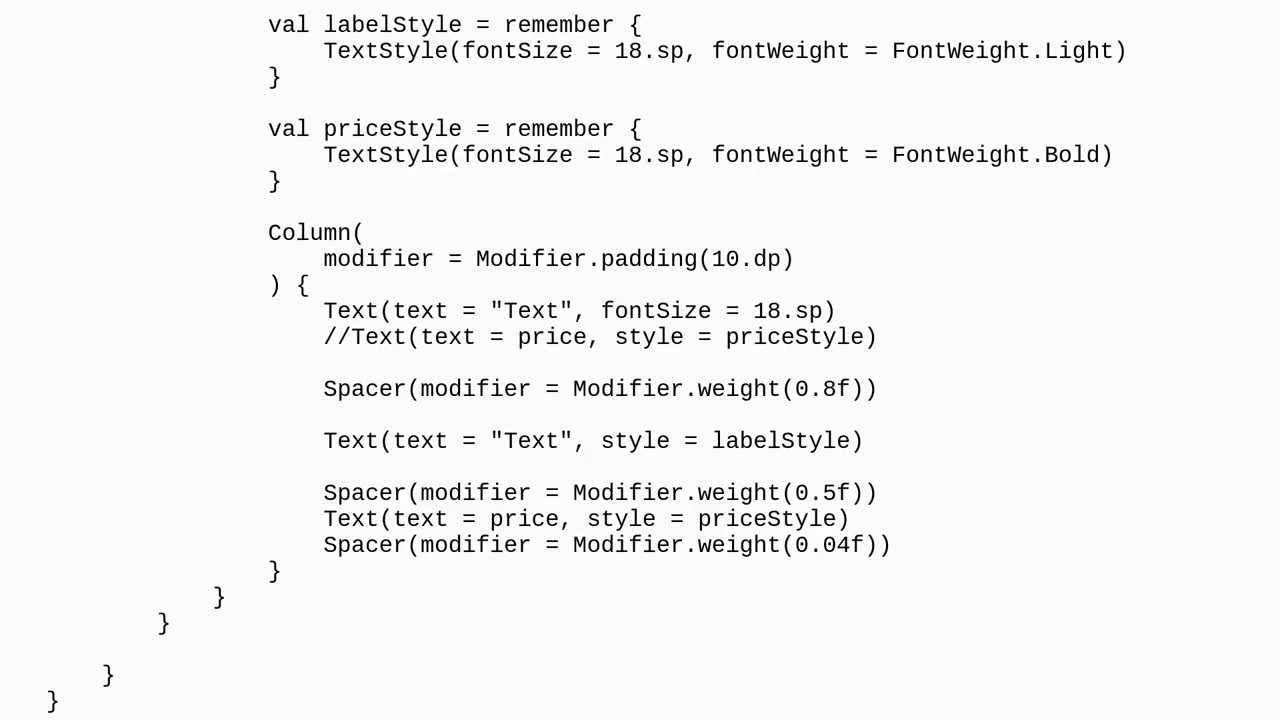 val labelStyle = remember {
TextStyle(fontSize = 18.sp, fontWeight = FontWeight.Light)
}
val priceStyle = remember {
TextStyle(fontSize = 18.sp, fontWeight = FontWeight.Bold)
}
Column(
modifier = Modifier.padding(10.dp)
) {
Text(text = "Text", fontSize = 18.sp)
//Text(text = price, style = priceStyle)
Spacer(modifier = Modifier.weight(0.8f))
Text(text = "Text", style = labelStyle)
Spacer(modifier = Modifier.weight(0.5f))
Text(text = price, style = priceStyle)
Spacer(modifier = Modifier.weight(0.04f))
}
}
}
}
}